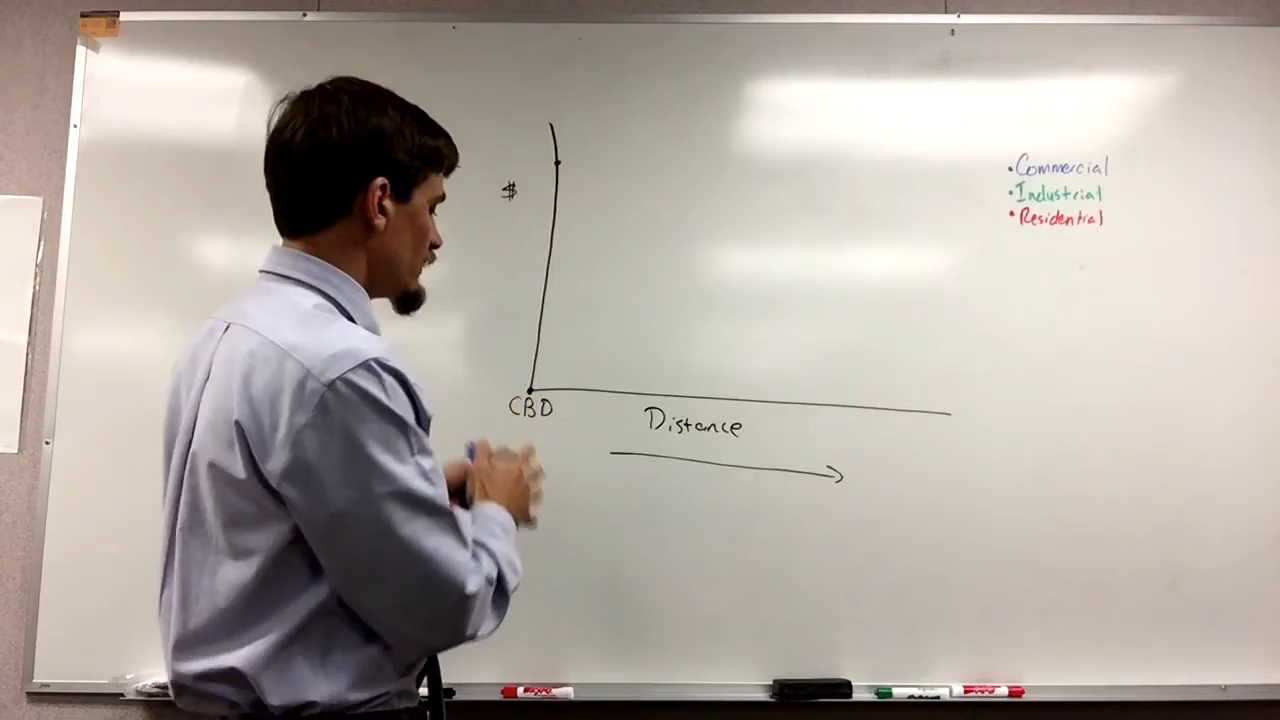 $
CBD
Distance
•Commercial
•Industrial
•Residential